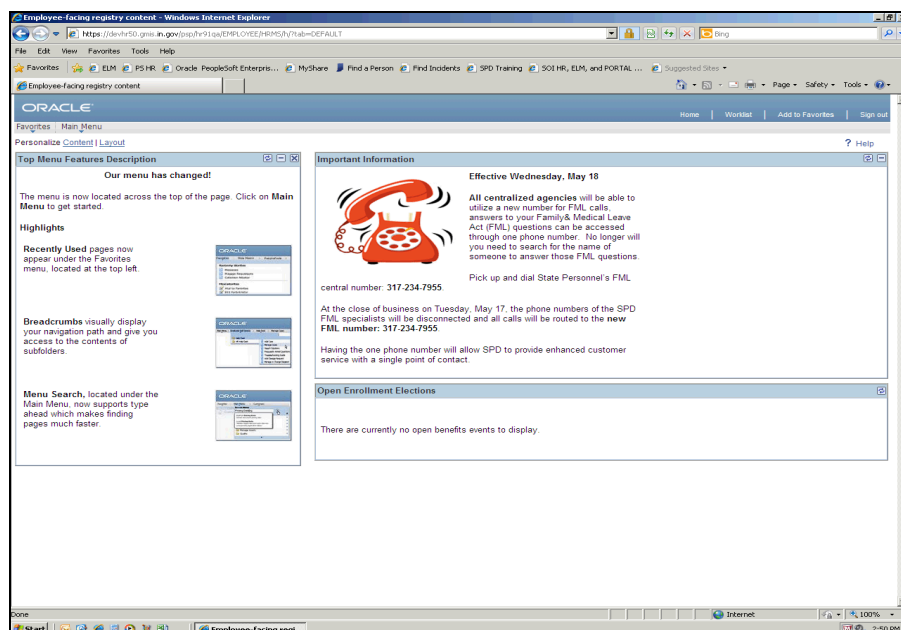 Employee-facing registry content - Windows Internet Explorer
https://devhr50.gmis.in.gov/psp/hr91qa/EMPLOYEE/HRMS/h/?tab=DEFAULT
Bing
File Edit View Favorites Tools Help
Favorites ELM PS HR Oracle PeopleSoft Enterpris... MyShare Find a Person Find Incidents SPD Training SOI HR, ELM, and PORTAL ... Suggested Sites
Employee-facing registry content
Page Safety Tools
ORACLE
Home | Worklist | Add to Favorites | Sign out
Favorites Main Menu
Personalize Content | Layout
? Help
Top Menu Features Description
Our menu has changed!
The menu is now located across the top of the page. Click on Main
Menu to get started.
Highlights
Recently Used pages now
appear under the Favorites
menu, located at the top left.
ORACLE
Breadcrumbs visually display
your navigation path and give you
access to the contents of
subfolders.
ORACLE
Menu Search, located under the
Main Menu, now supports type
ahead which makes finding
pages much faster.
ORACLE
Important Information
Effective Wednesday, May 18
All centralized agencies will be able to
utilize a new number for FML calls,
answers to your Family& Medical Leave
Act (FML) questions can be accessed
through one phone number. No longer will
you need to search for the name of
someone to answer those FML questions.
Pick up and dial State Personnel's FML
central number: 317-234-7955.
At the close of business on Tuesday, May 17, the phone numbers of the SPD
FML specialists will be disconnected and all calls will be routed to the new
FML number: 317-234-7955.
Having the one phone number will allow SPD to provide enhanced customer
service with a single point of contact.
Open Enrollment Elections
There are currently no open benefits events to display.
Done
Internet
100%
Start
Employee-facing regi...
2:50 PM